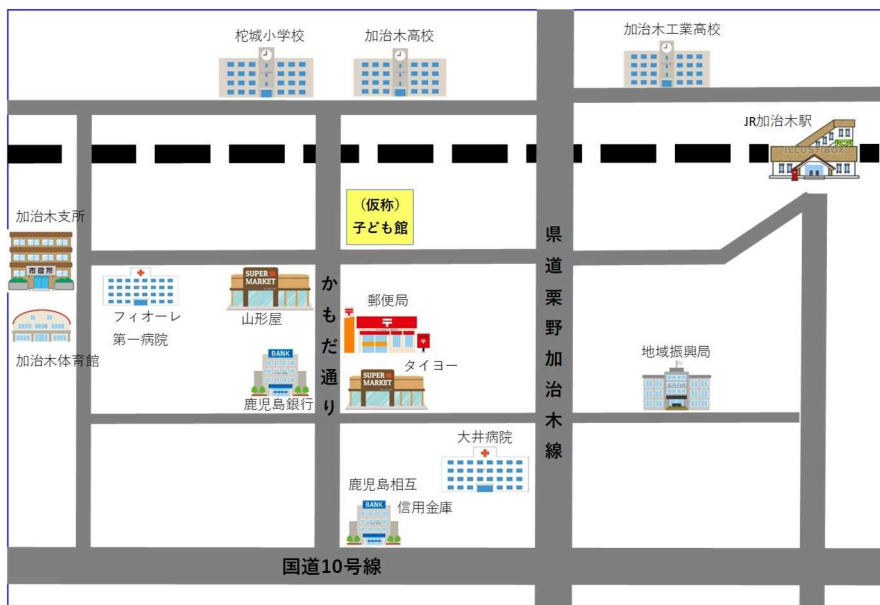 柁城小学校
加治木高校
加治木工業高校
JR加治木駅
ILLUST BOX
（仮称）
子ども館
加治木支所
市役所
フィオーレ
第一病院
加治木体育館
SUPER
MARKET
山形屋
かもだ通り
郵便局
県道栗野加治木線
BANK
鹿児島銀行
タイヨー
SUPER
MARKET
地域振興局
大井病院
鹿児島相互
信用金庫
BANK
国道10号線